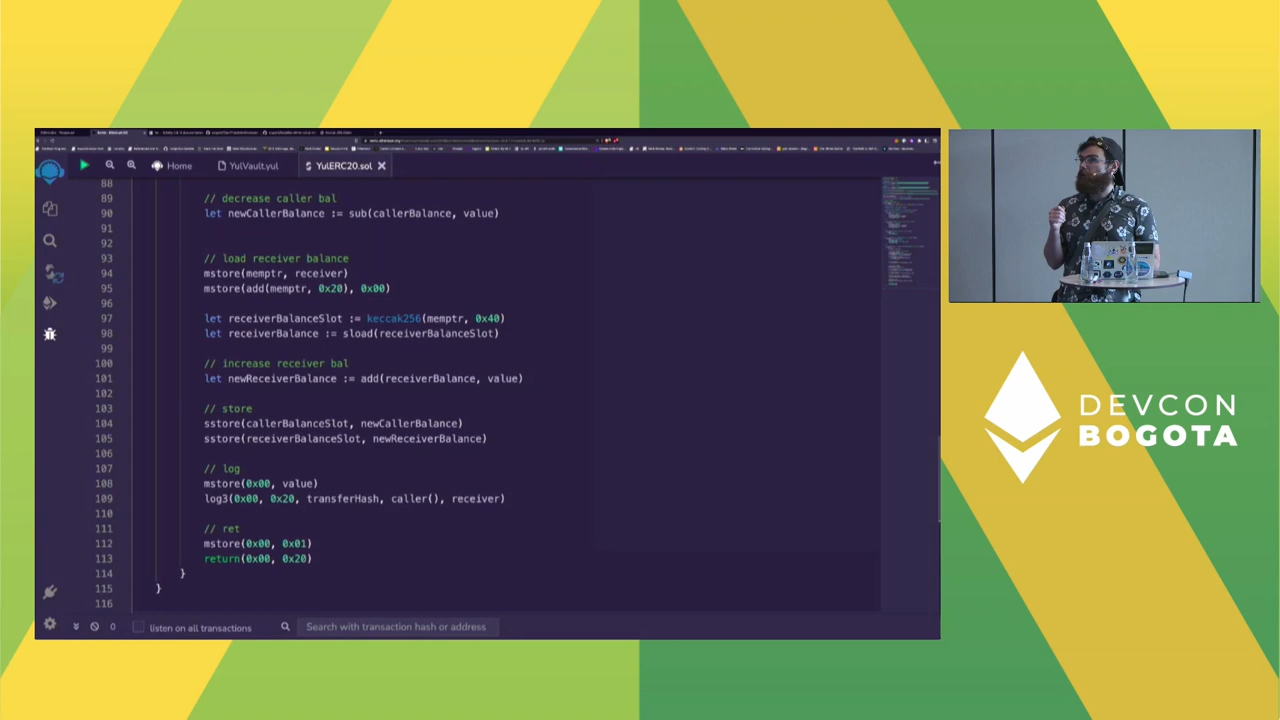 Home
YulVault.yul
YulERC20.sol
88
89 // decrease caller bal
90 let newCallerBalance := sub(callerBalance, value)
91
92
93 // load receiver balance
94 mstore(memptr, receiver)
95 mstore(add(memptr, 0x20), 0x00)
96
97 let receiverBalanceSlot := keccak256(memptr, 0x40)
98 let receiverBalance := sload(receiverBalanceSlot)
99
100 // increase receiver bal
101 let newReceiverBalance := add(receiverBalance, value)
102
103 // store
104 sstore(callerBalanceSlot, newCallerBalance)
105 sstore(receiverBalanceSlot, newReceiverBalance)
106
107 // log
108 mstore(0x00, value)
109 log3(0x00, 0x20, transferHash, caller(), receiver)
110
111 // ret
112 mstore(0x00, 0x01)
113 return(0x00, 0x20)
114 }
115 }
116
0
listen on all transactions
Search with transaction hash or address
DEVCON
BOGOTA